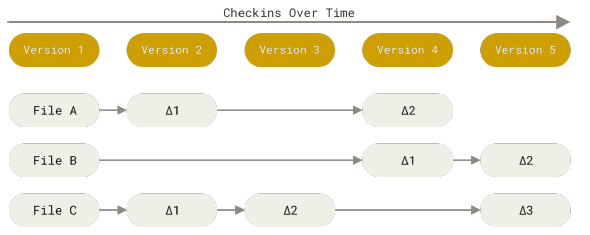 Checkins Over Time
Version 1 Version 2 Version 3 Version 4 Version 5
File A Δ1 Δ2
File B Δ1 Δ2
File C Δ1 Δ2 Δ3